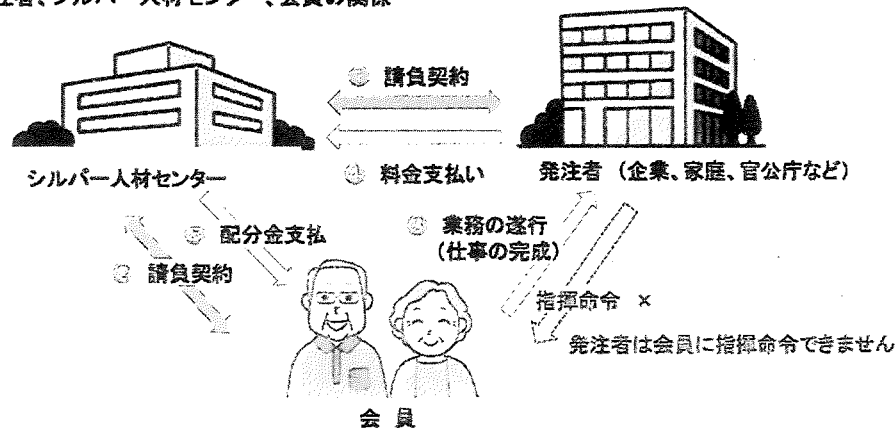 注者、シルバー人材センター、会員の関係
① 請負契約
④ 料金支払い
シルバー人材センター
発注者 (企業、家庭、官公庁など)
⑤ 配分金支払
③ 業務の遂行
(仕事の完成)
② 請負契約
指揮命令 ×
発注者は会員に指揮命令できません
会 員